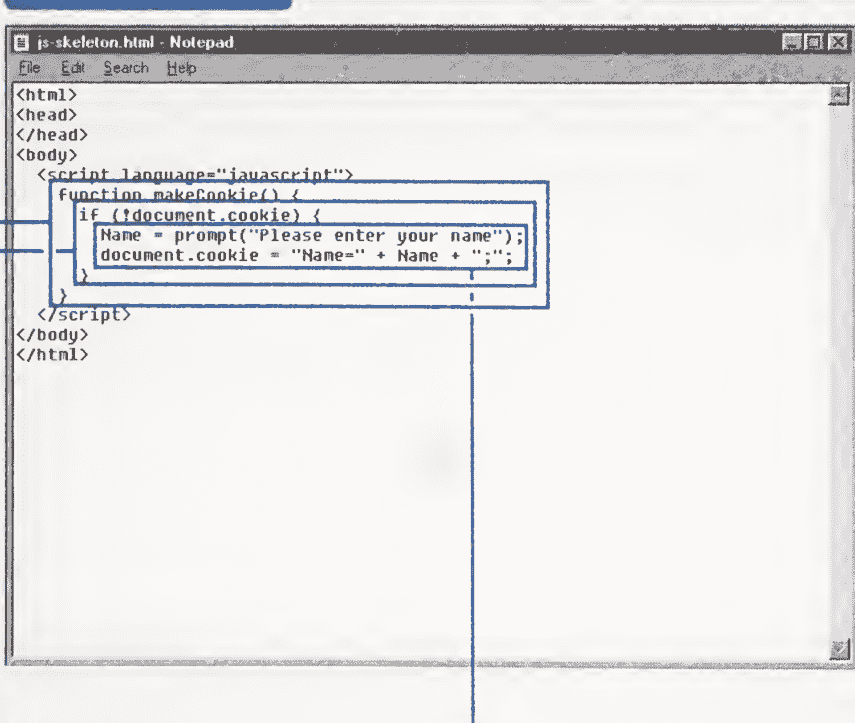 js-skeleton.html - Notepad
File Edit Search Help
<html>
<head>
</head>
<body>
<script language="javascript">
function makeCookie() {
if (!document.cookie) {
Name = prompt("Please enter your name");
document.cookie = "Name=" + Name + ";";
}
}
</script>
</body>
</html>